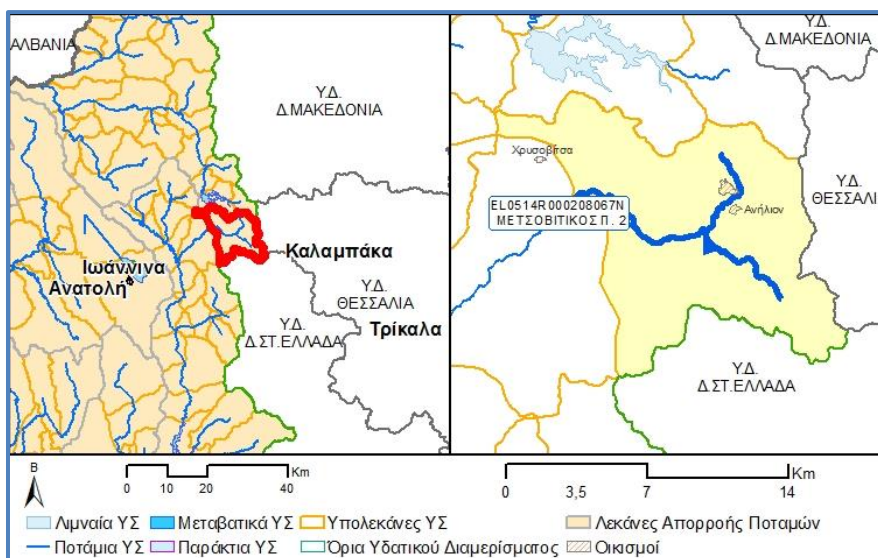 ΑΛΒΑΝΙΑ
Υ.Δ.
Δ.ΜΑΚΕΔΟΝΙΑ
Καλαμπάκα
Ιωάννινα
Ανατολή
Υ.Δ.
ΘΕΣΣΑΛΙΑ
Τρίκαλα
Υ.Δ.
Δ.ΣΤ.ΕΛΛΑΔΑ
Υ.Δ.
Δ.ΜΑΚΕΔΟΝΙΑ
Χρυσοβίτσα
EL0514R000208067N
ΜΕΤΣΟΒΙΤΙΚΟΣ Π. 2
Ανήλιον
Υ.Δ.
ΘΕΣΣΑΛΙ
Υ.Δ.
Δ.ΣΤ.ΕΛΛΑΔΑ
Β
0 10 20 40 Km
0 3,5 7 14 Km
Λιμναία ΥΣ Μεταβατικά ΥΣ Υπολεκάνες ΥΣ Λεκάνες Απορροής Ποταμών
Ποτάμια ΥΣ Παράκτια ΥΣ Όρια Υδατικού Διαμερίσματος Οικισμοί